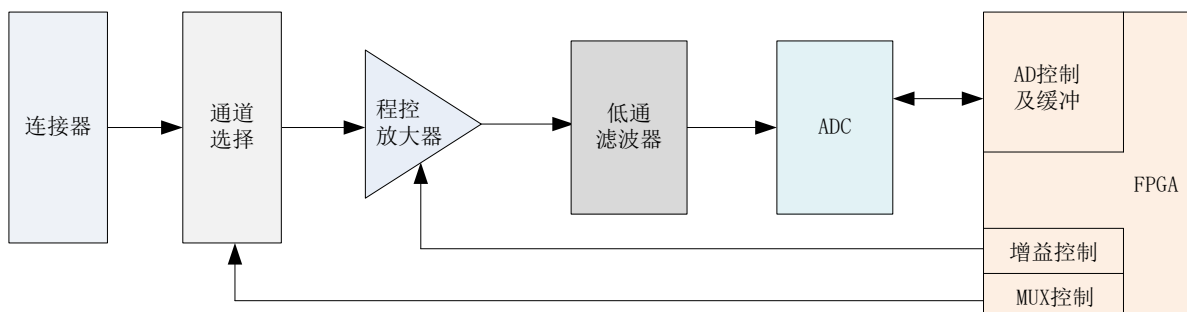 连接器
通道
选择
程控
放大器
低通
滤波器
ADC
AD控制
及缓冲
FPGA
增益控制
MUX控制